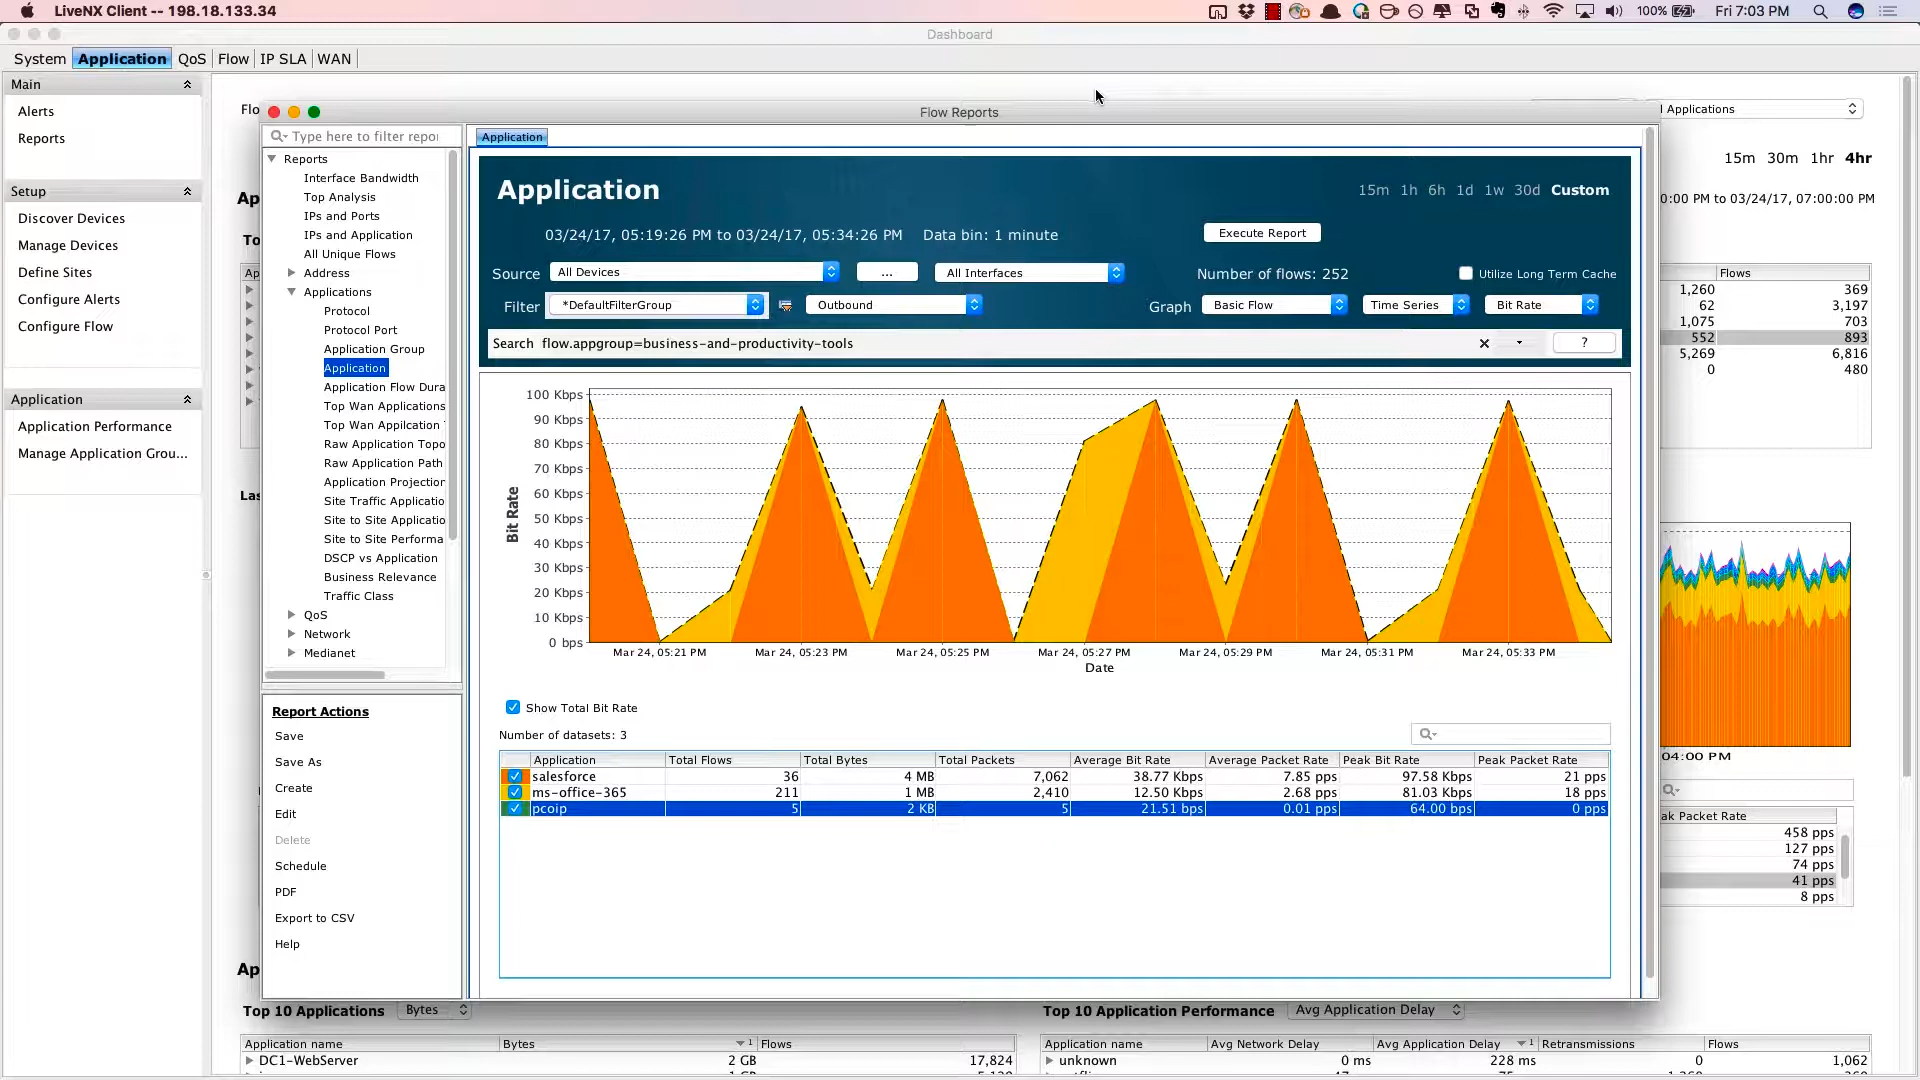 LiveNX Client -- 198.18.133.34
100%
Fri 7:03 PM
Dashboard
System Application QoS Flow IP SLA WAN
Main
Alerts
Reports
Setup
Discover Devices
Manage Devices
Define Sites
Configure Alerts
Configure Flow
Application
Application Performance
Manage Application Grou...
Flo
Ap
To
Ap
Las
Ap
Flow Reports
Type here to filter repor
Reports
Interface Bandwidth
Top Analysis
IPs and Ports
IPs and Application
All Unique Flows
Address
Applications
Protocol
Protocol Port
Application Group
Application
Application Flow Dura
Top Wan Applications
Top Wan Appilcation
Raw Application Topo
Raw Application Path
Application Projection
Site Traffic Applicatio
Site to Site Applicatio
Site to Site Performa
DSCP vs Application
Business Relevance
Traffic Class
QoS
Network
Medianet
Report Actions
Save
Save As
Create
Edit
Delete
Schedule
PDF
Export to CSV
Help
Application
Application
15m 1h 6h 1d 1w 30d Custom
03/24/17, 05:19:26 PM to 03/24/17, 05:34:26 PM Data bin: 1 minute
Execute Report
Source All Devices ... All Interfaces
Number of flows: 252
Utilize Long Term Cache
Filter *DefaultFilterGroup Outbound
Graph Basic Flow Time Series Bit Rate
Search flow.appgroup=business-and-productivity-tools
?
100 Kbps
90 Kbps
80 Kbps
70 Kbps
60 Kbps
50 Kbps
40 Kbps
30 Kbps
20 Kbps
10 Kbps
0 bps
Bit Rate
Mar 24, 05:21 PM Mar 24, 05:23 PM Mar 24, 05:25 PM Mar 24, 05:27 PM Mar 24, 05:29 PM Mar 24, 05:31 PM Mar 24, 05:33 PM
Date
Show Total Bit Rate
Number of datasets: 3
Application Total Flows Total Bytes Total Packets Average Bit Rate Average Packet Rate Peak Bit Rate Peak Packet Rate
salesforce 36 4 MB 7,062 38.77 Kbps 7.85 pps 97.58 Kbps 21 pps
ms-office-365 211 1 MB 2,410 12.50 Kbps 2.68 pps 81.03 Kbps 18 pps
pcoip 5 2 KB 5 21.51 bps 0.01 pps 64.00 bps 0 pps
l Applications
15m 30m 1hr 4hr
0:00 PM to 03/24/17, 07:00:00 PM
Flows
1,260 369
62 3,197
1,075 703
552 893
5,269 6,816
0 480
04:00 PM
ak Packet Rate
458 pps
127 pps
74 pps
41 pps
8 pps
Top 10 Applications Bytes
Application name Bytes 1 Flows
DC1-WebServer 2 GB 17,824
Top 10 Application Performance Avg Application Delay
Application name Avg Network Delay Avg Application Delay 1 Retransmissions Flows
unknown 0 ms 228 ms 0 1,062